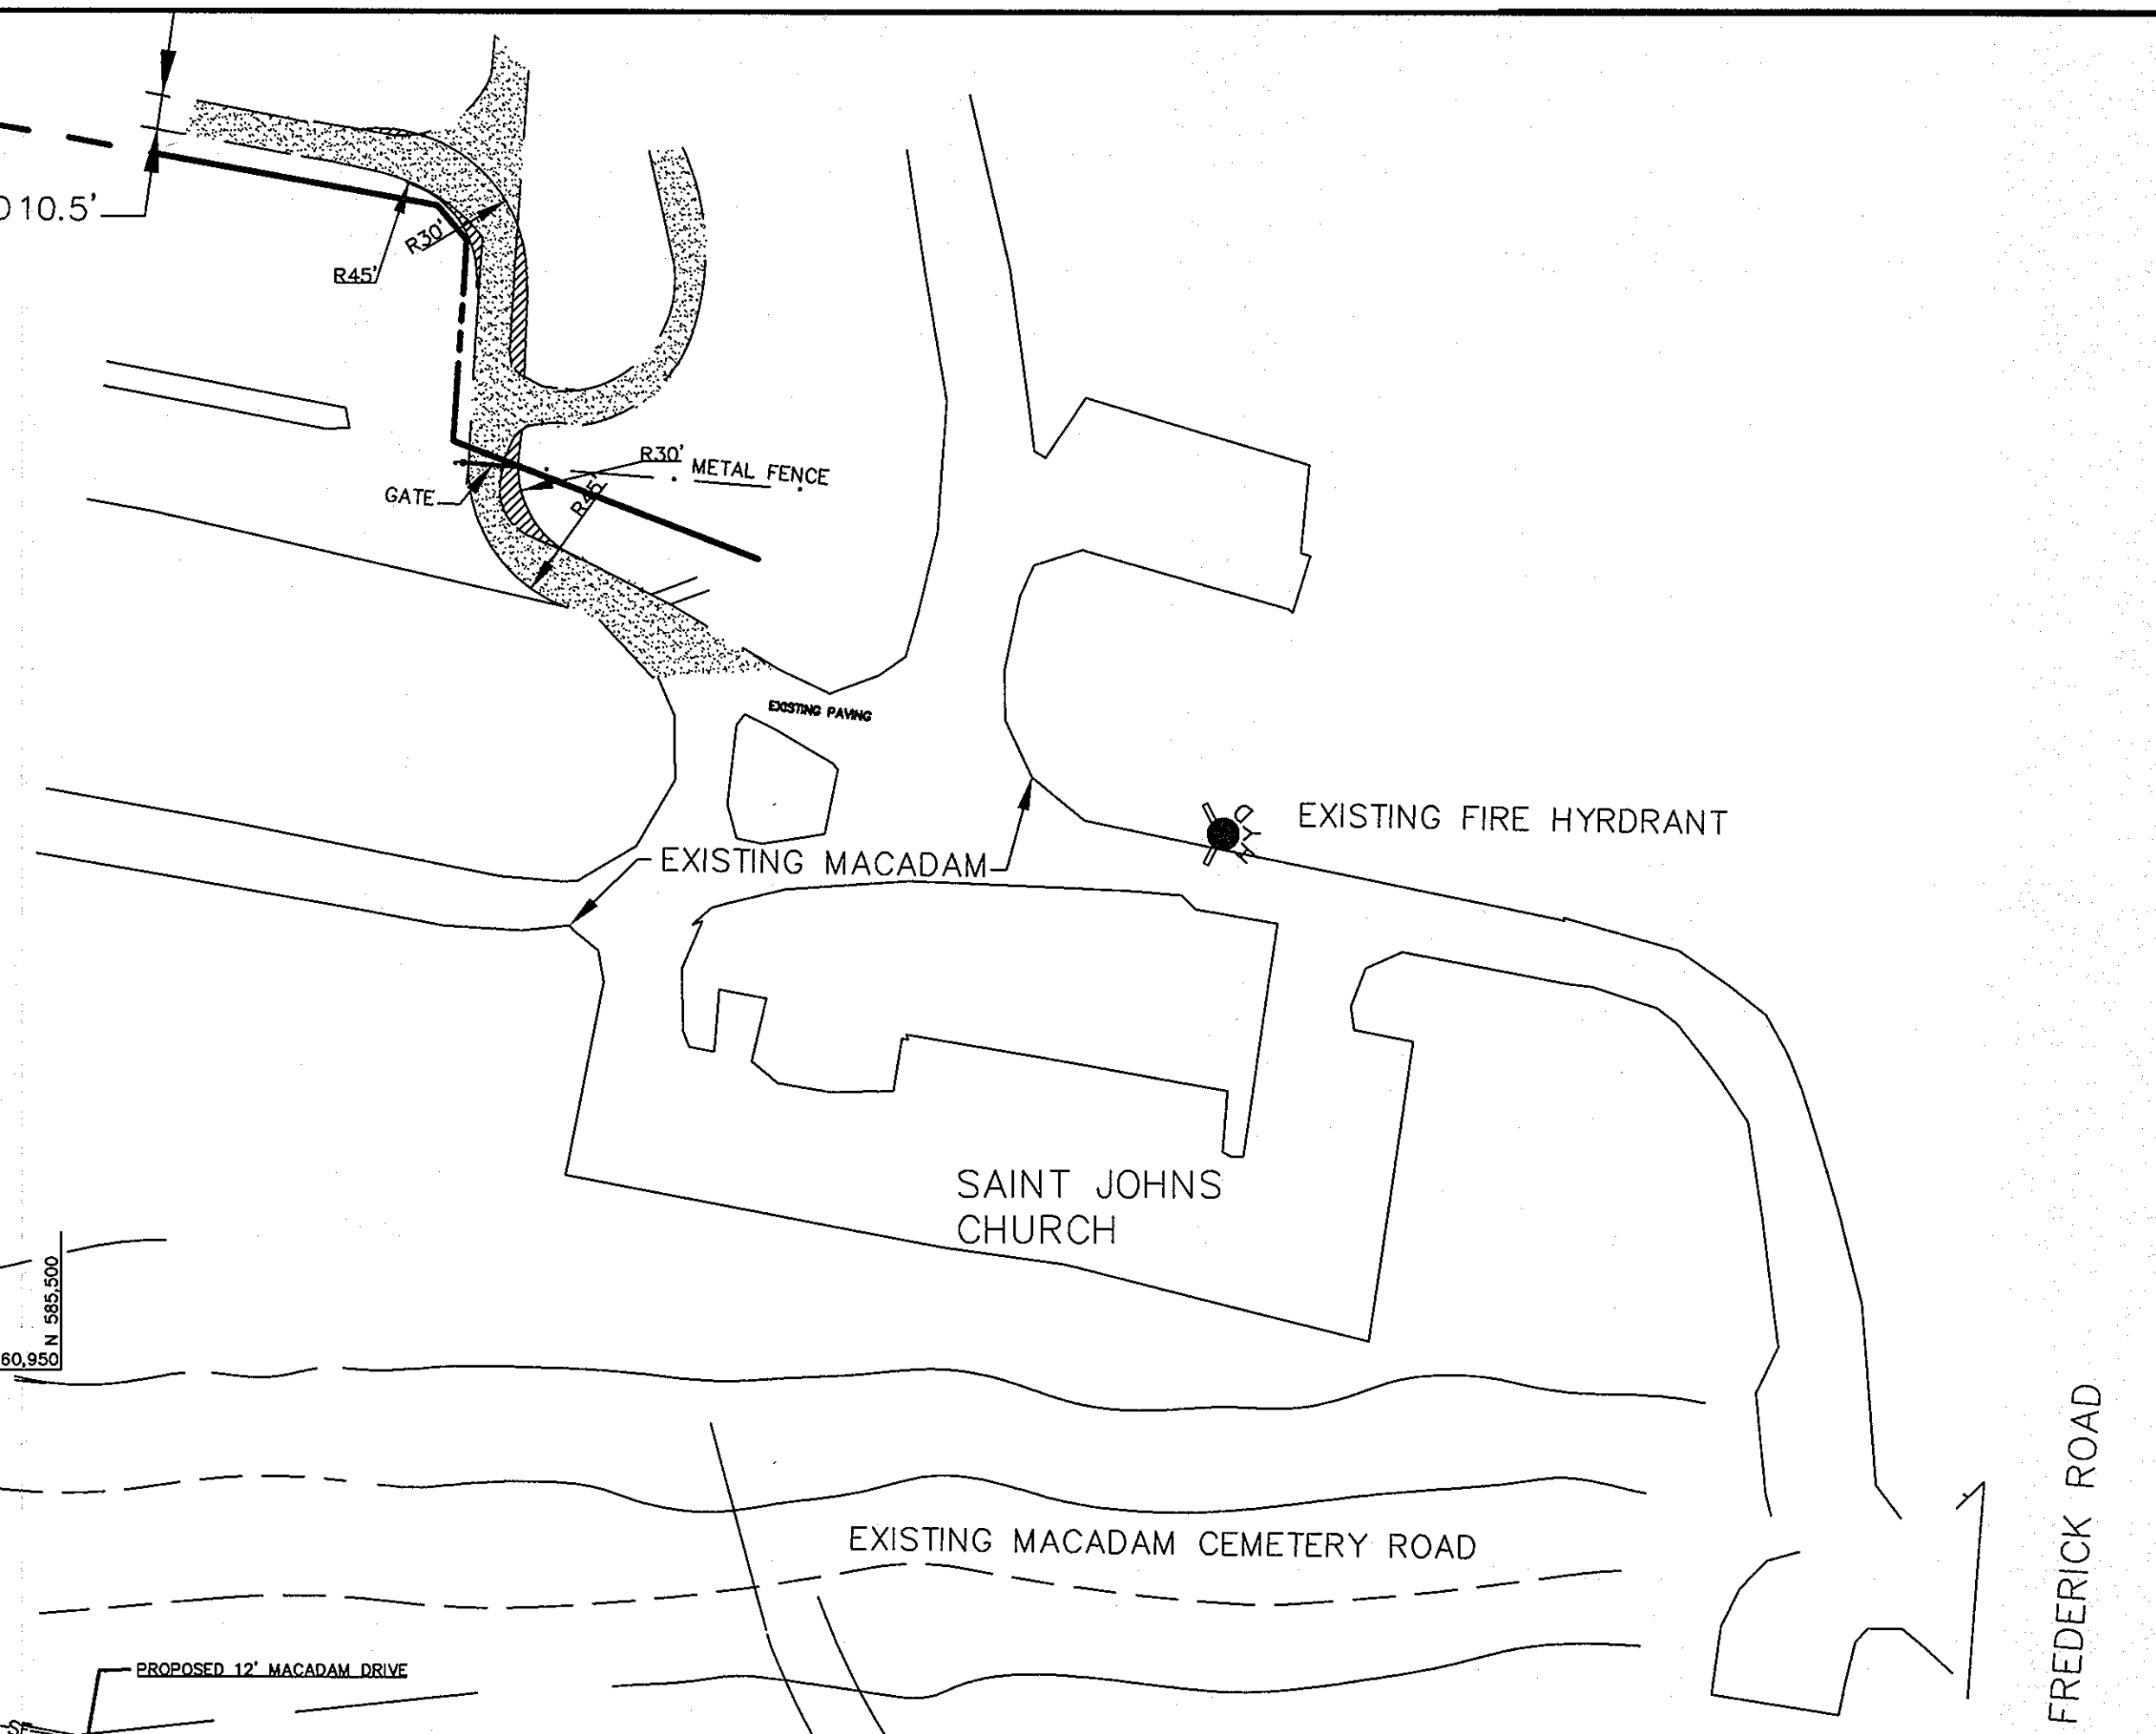 10.5'
R30'
R45'
R30'
METAL FENCE
GATE
R45'
EXISTING PAVING
EXISTING FIRE HYRDRANT
EXISTING MACADAM
SAINT JOHNS
CHURCH
N 585,500
60,950
EXISTING MACADAM CEMETERY ROAD
FREDERICK ROAD
PROPOSED 12' MACADAM DRIVE